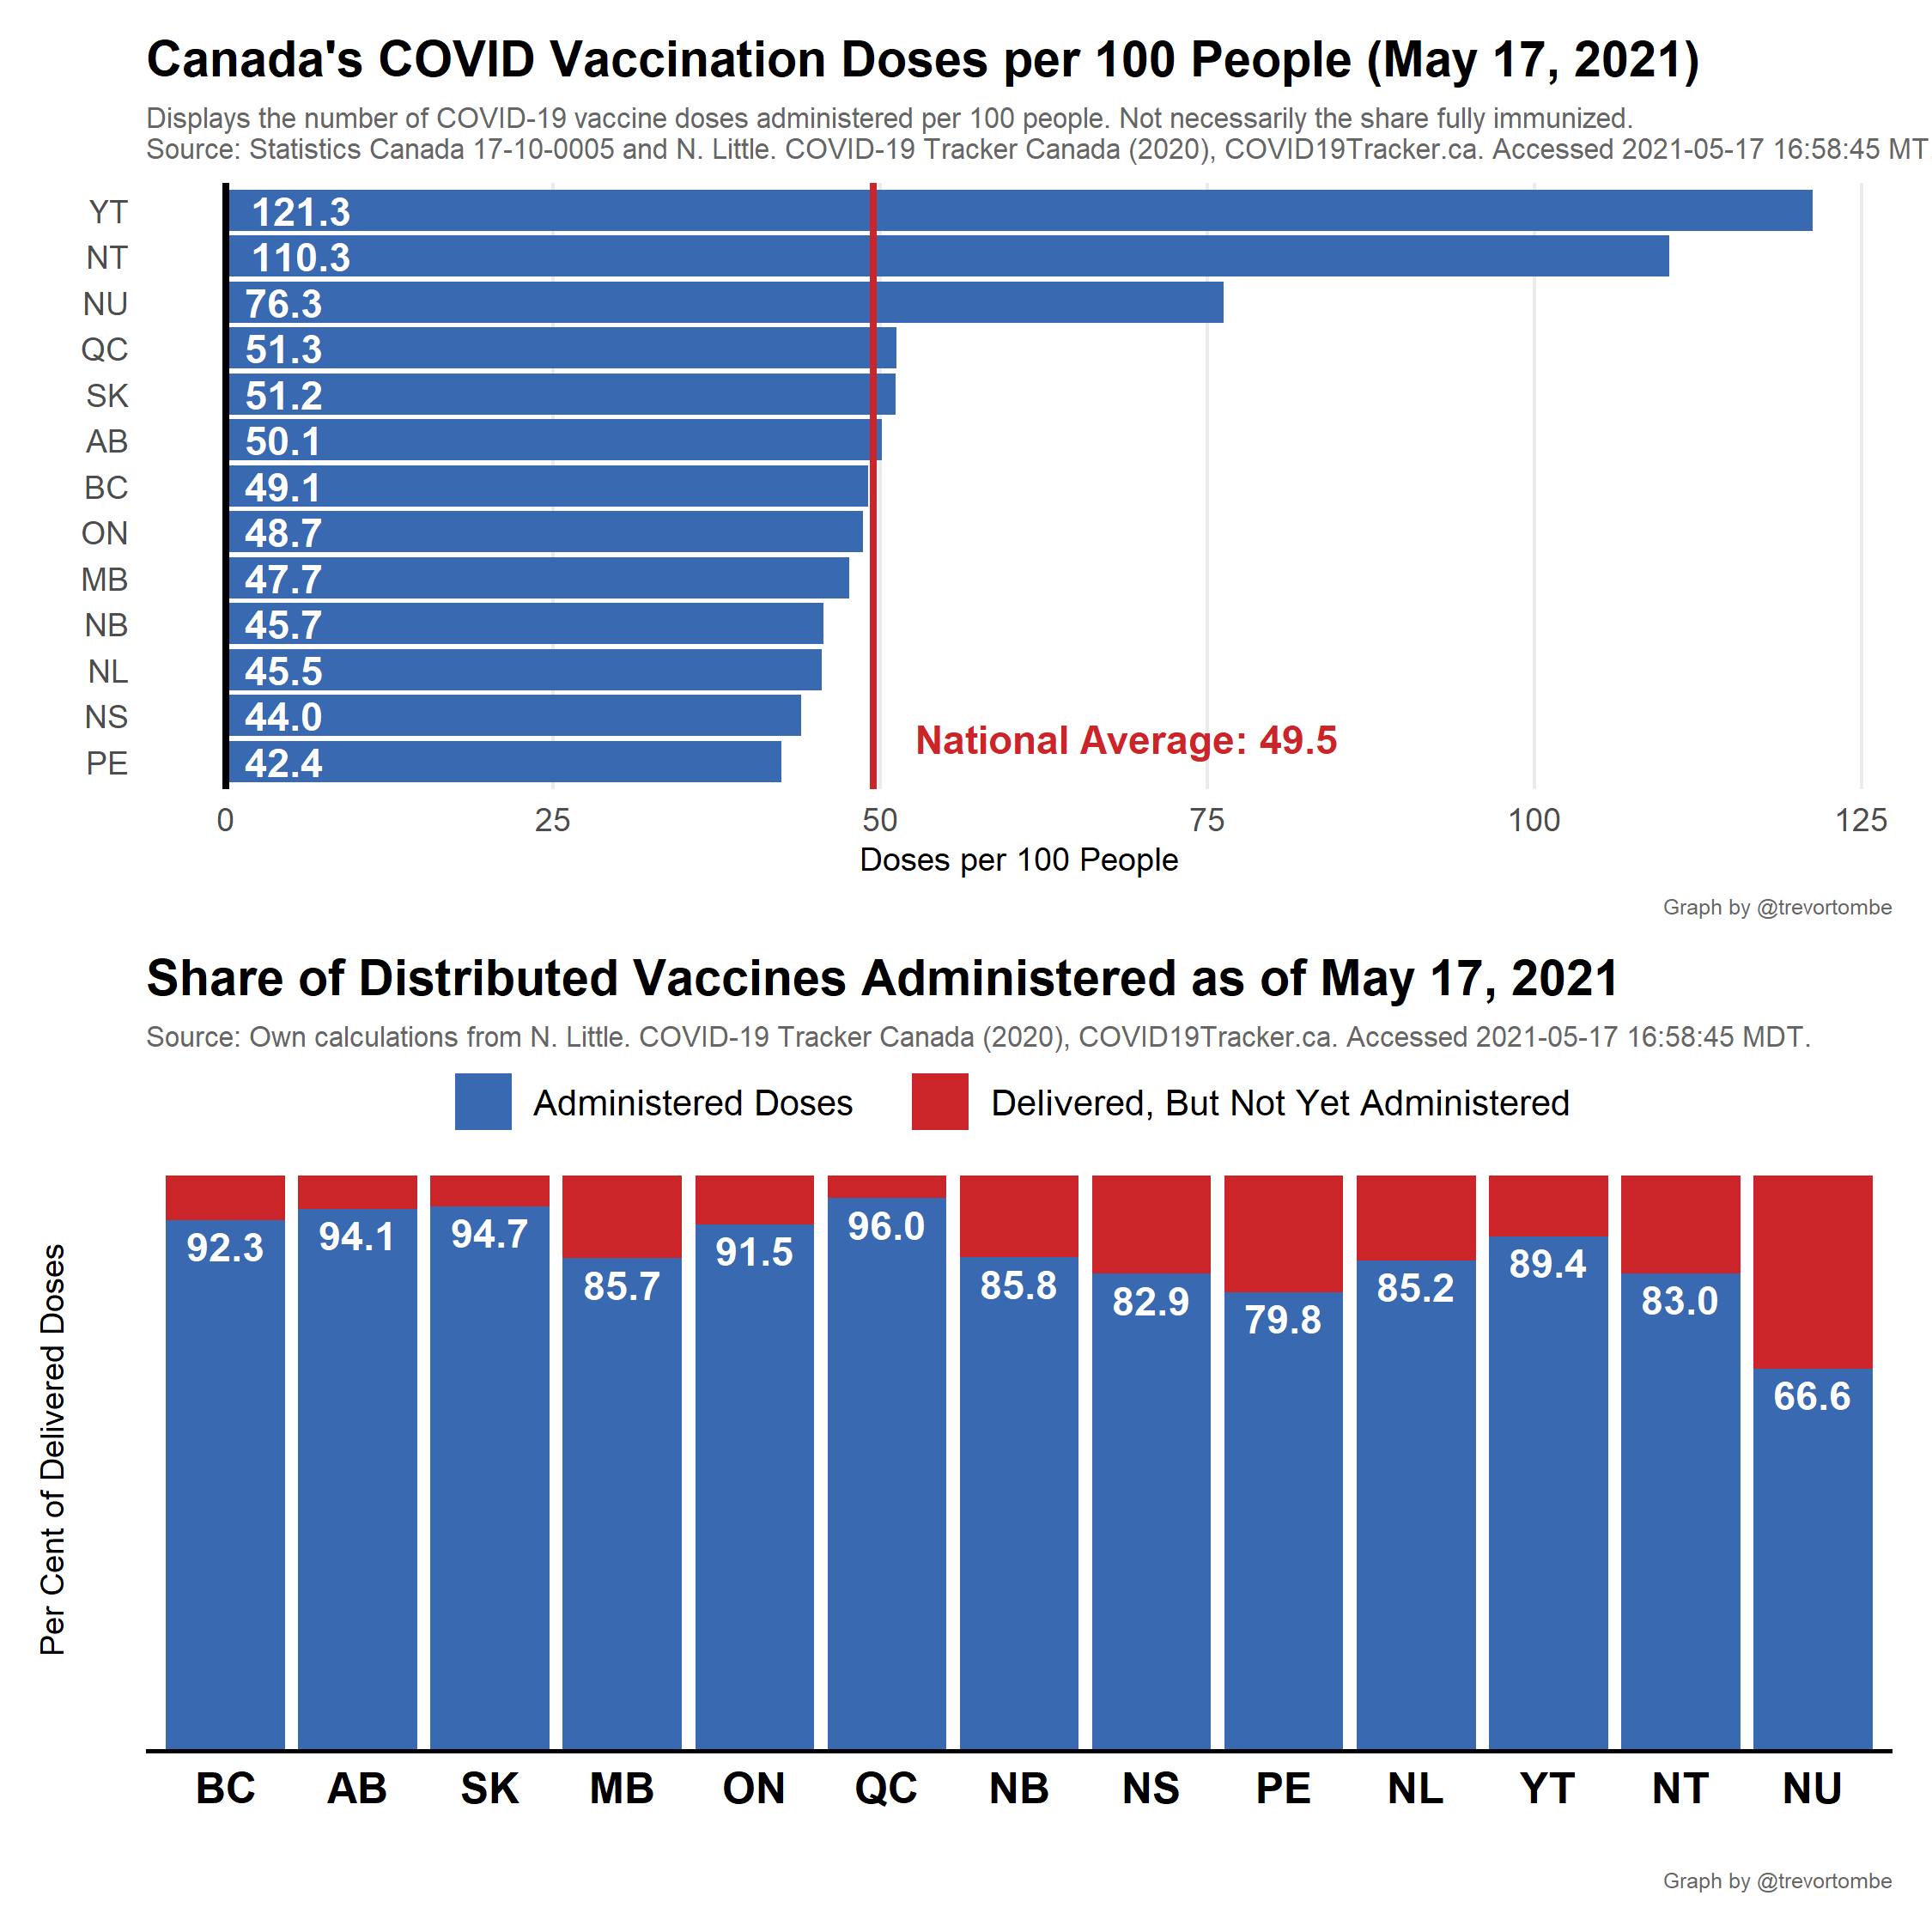 Canada's COVID Vaccination Doses per 100 People (May 17, 2021)
Displays the number of COVID-19 vaccine doses administered per 100 people. Not necessarily the share fully immunized.
Source: Statistics Canada 17-10-0005 and N. Little. COVID-19 Tracker Canada (2020), COVID19Tracker.ca. Accessed 2021-05-17 16:58:45 MT
YT 121.3
NT 110.3
NU 76.3
QC 51.3
SK 51.2
AB 50.1
BC 49.1
ON 48.7
MB 47.7
NB 45.7
NL 45.5
NS 44.0
National Average: 49.5
PE 42.4
0 25 50 75 100 125
Doses per 100 People
Graph by @trevortombe
Share of Distributed Vaccines Administered as of May 17, 2021
Source: Own calculations from N. Little. COVID-19 Tracker Canada (2020), COVID19Tracker.ca. Accessed 2021-05-17 16:58:45 MDT.
Administered Doses Delivered, But Not Yet Administered
Per Cent of Delivered Doses
92.3 94.1 94.7 85.7 91.5 96.0 85.8 82.9 79.8 85.2 89.4 83.0 66.6
BC AB SK MB ON QC NB NS PE NL YT NT NU
Graph by @trevortombe